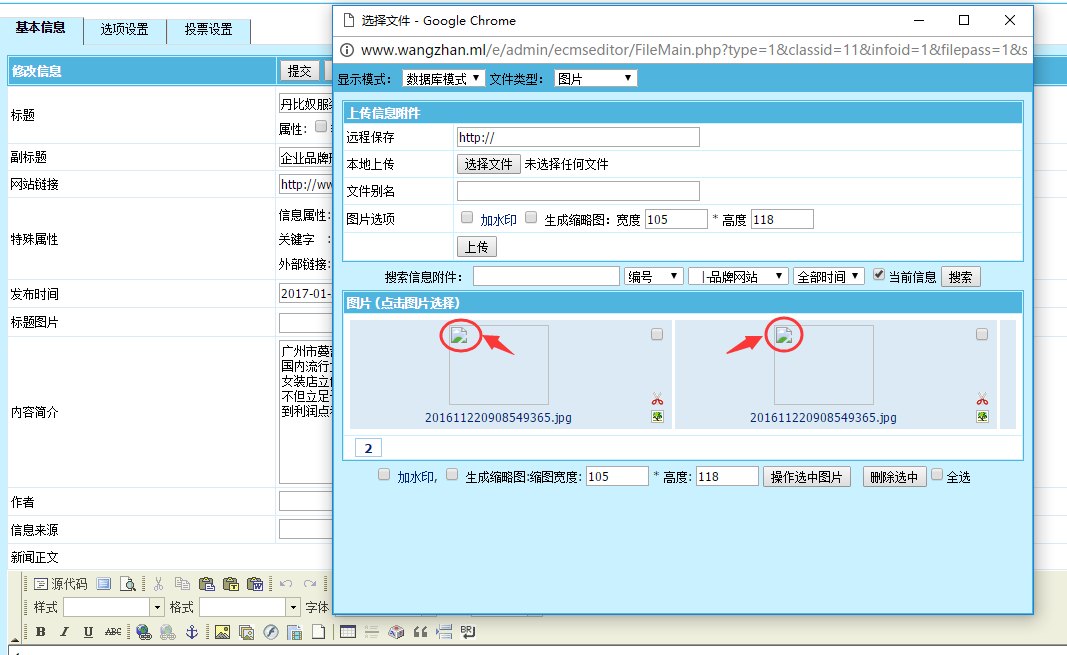 基本信息 选项设置 投票设置
选择文件 - Google Chrome
www.wangzhan.ml/e/admin/ecmseditor/FileMain.php?type=1&classid=11&infoid=1&filepass=1&s
显示模式： 数据库模式 文件类型： 图片
修改信息 提交
上传信息附件
标题 丹比奴服
属性：
远程保存 http://
本地上传 选择文件 未选择任何文件
副标题 企业品牌
网站链接 http://ww
文件别名
图片选项 加水印 生成缩略图：宽度 105 * 高度 118
上传
特殊属性 信息属性:
关键字 :
外部链接:
搜索信息附件： 编号 |-品牌网站 全部时间 当前信息 搜索
发布时间 2017-01-
图片 (点击图片选择)
标题图片
201611220908549365.jpg 201611220908549365.jpg
内容简介
广州市
国内流行
女装店立
不但立足
到利润点
2
加水印, 生成缩略图:缩图宽度: 105 * 高度: 118 操作选中图片 删除选中 全选
作者
信息来源
新闻正文
源代码
样式 格式 字体
B I U ABC
BR